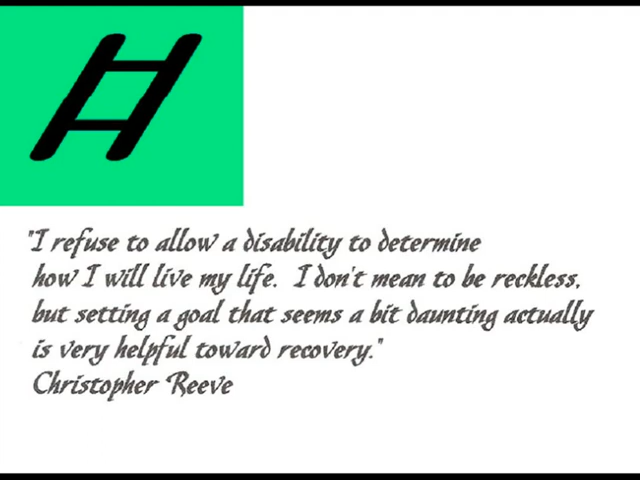 "I refuse to allow a disability to determine
how I will live my life. I don't mean to be reckless,
but setting a goal that seems a bit daunting actually
is very helpful toward recovery."
Christopher Reeve